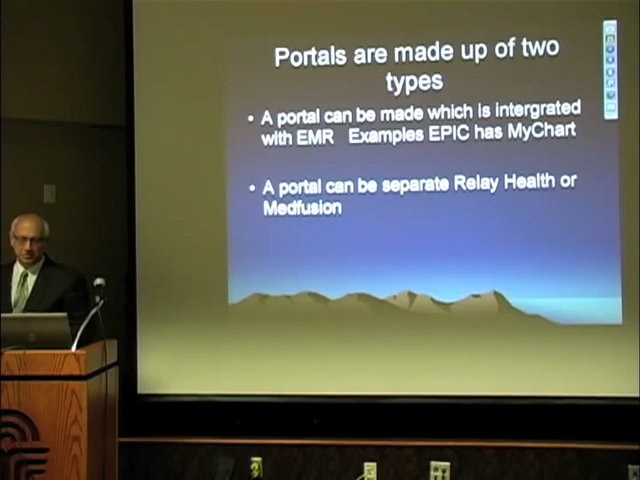 Portals are made up of two
types
• A portal can be made which is intergrated
with EMR Examples EPIC has MyChart
• A portal can be separate Relay Health or
Medfusion